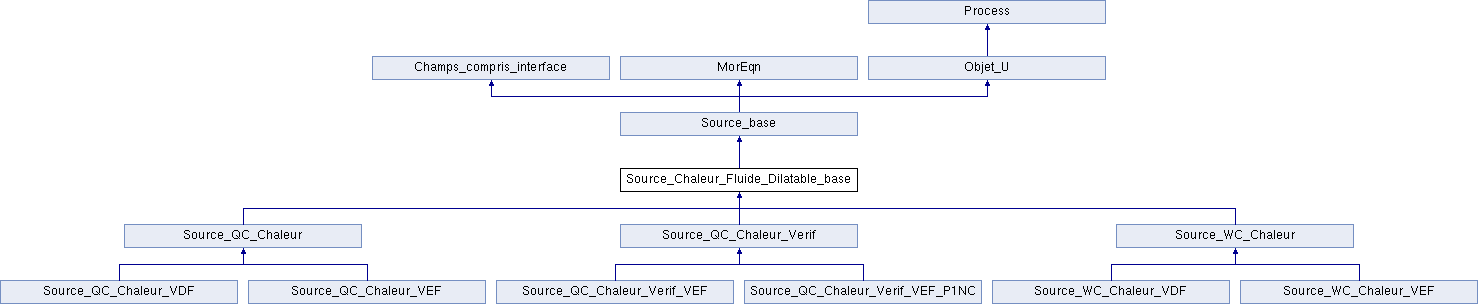 Process
Champs_compris_interface
MorEqn
Objet_U
Source_base
Source_Chaleur_Fluide_Dilatable_base
Source_QC_Chaleur
Source_QC_Chaleur_Verif
Source_WC_Chaleur
Source_QC_Chaleur_VDF
Source_QC_Chaleur_VEF
Source_QC_Chaleur_Verif_VEF
Source_QC_Chaleur_Verif_VEF_P1NC
Source_WC_Chaleur_VDF
Source_WC_Chaleur_VEF